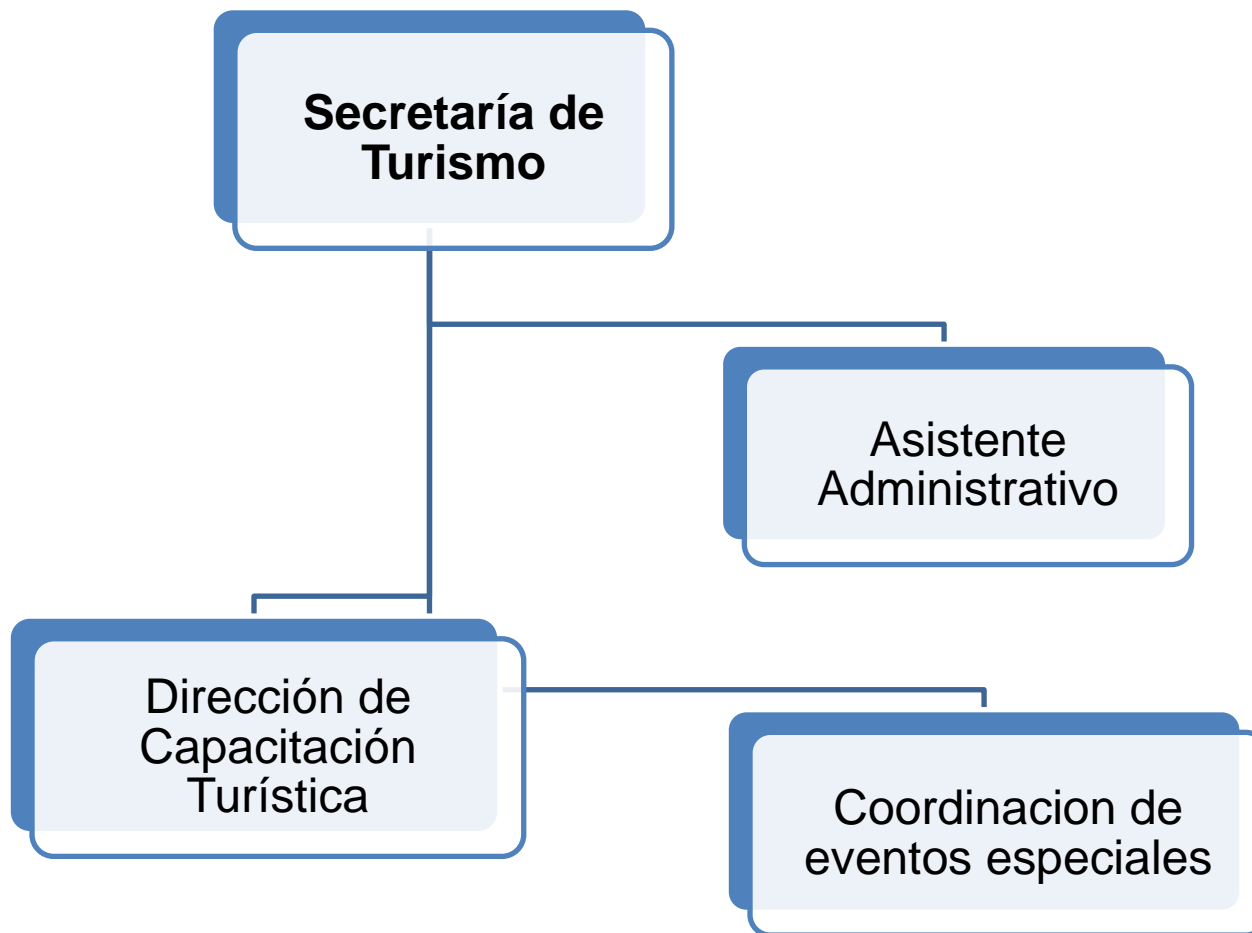 Secretaría de
Turismo
Asistente
Administrativo
Dirección de
Capacitación
Turística
Coordinacion de
eventos especiales